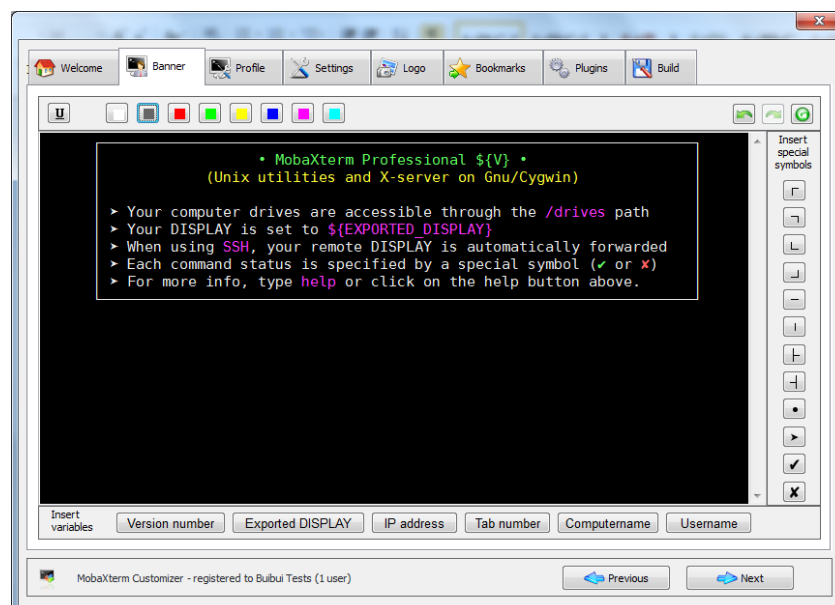 Welcome
Banner
Profile
Settings
Logo
Bookmarks
Plugins
Build
U
Insert
special
symbols
• MobaXterm Professional ${V} •
(Unix utilities and X-server on Gnu/Cygwin)
➤ Your computer drives are accessible through the /drives path
➤ Your DISPLAY is set to ${EXPORTED_DISPLAY}
➤ When using SSH, your remote DISPLAY is automatically forwarded
➤ Each command status is specified by a special symbol (✔ or ✘)
➤ For more info, type help or click on the help button above.
Insert
variables
Version number
Exported DISPLAY
IP address
Tab number
Computername
Username
MobaXterm Customizer - registered to Buibui Tests (1 user)
Previous
Next